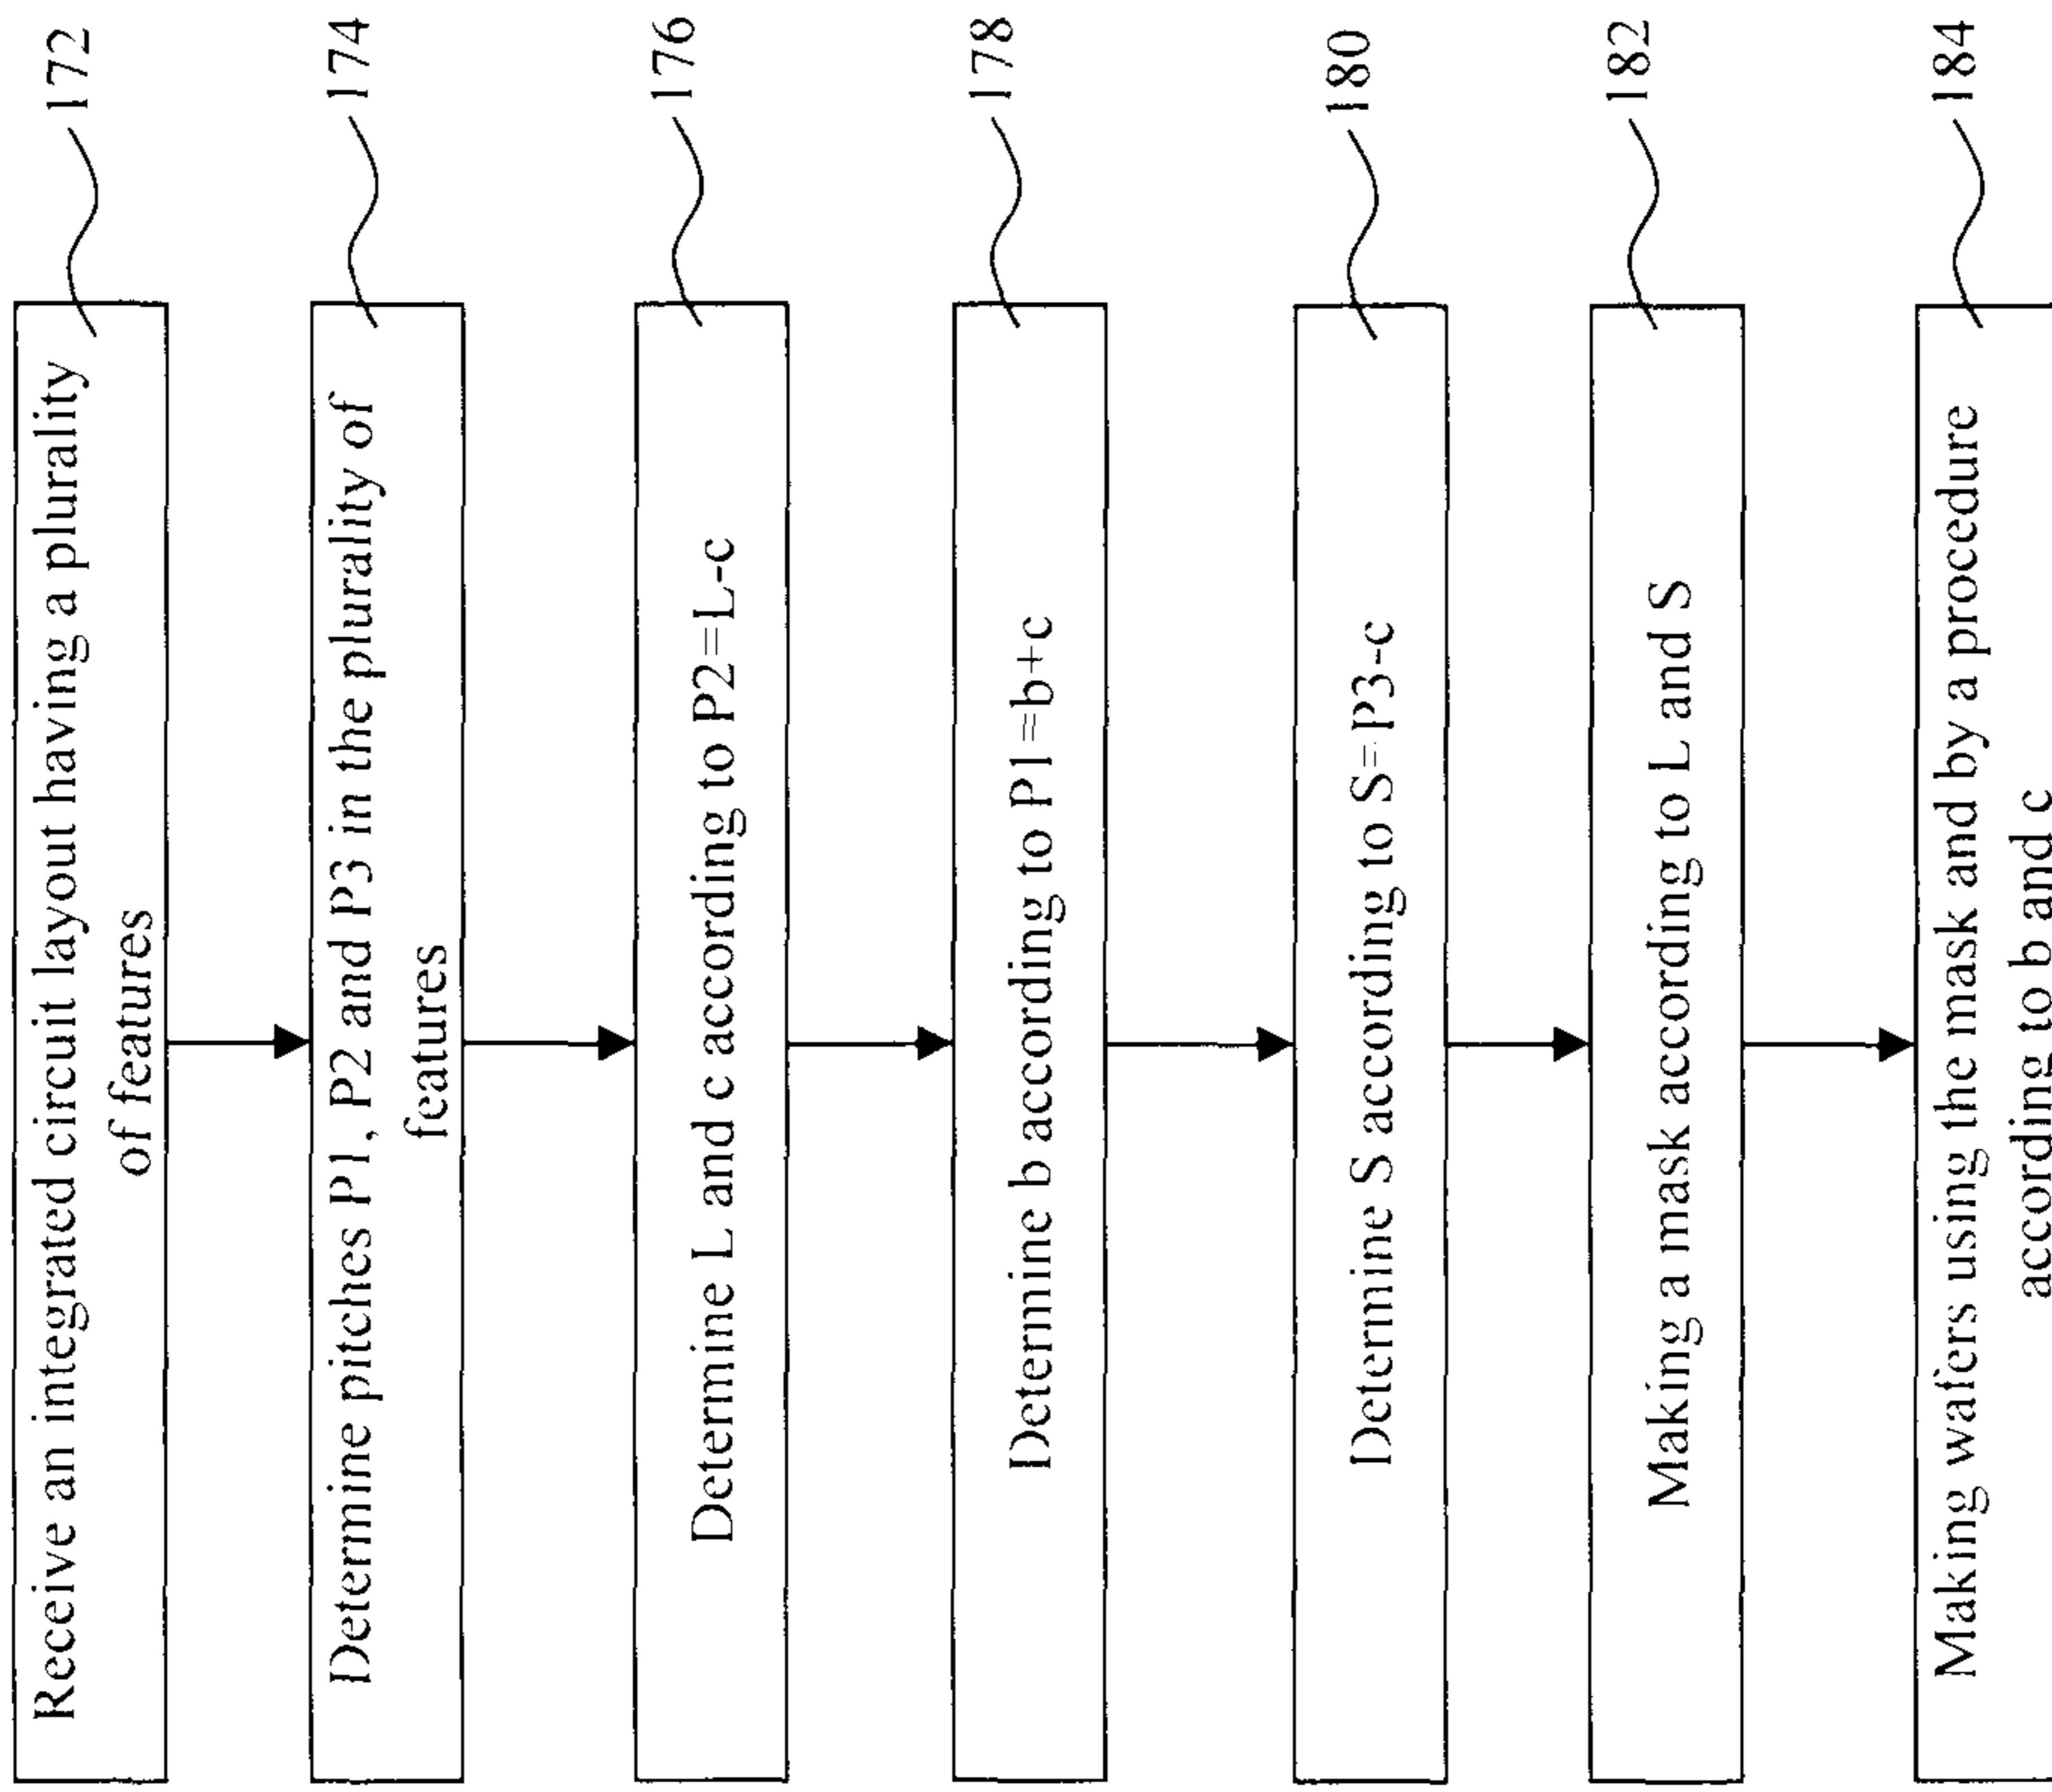 Receive an integrated circuit layout having a plurality
of features
172
Determine pitches P1, P2 and P3 in the plurality of
features
174
Determine L and c according to P2=L-c
176
Determine b according to P1=b+c
178
Determine S according to S=P3-c
180
Making a mask according to L and S
182
Making wafers using the mask and by a procedure
according to b and c
184